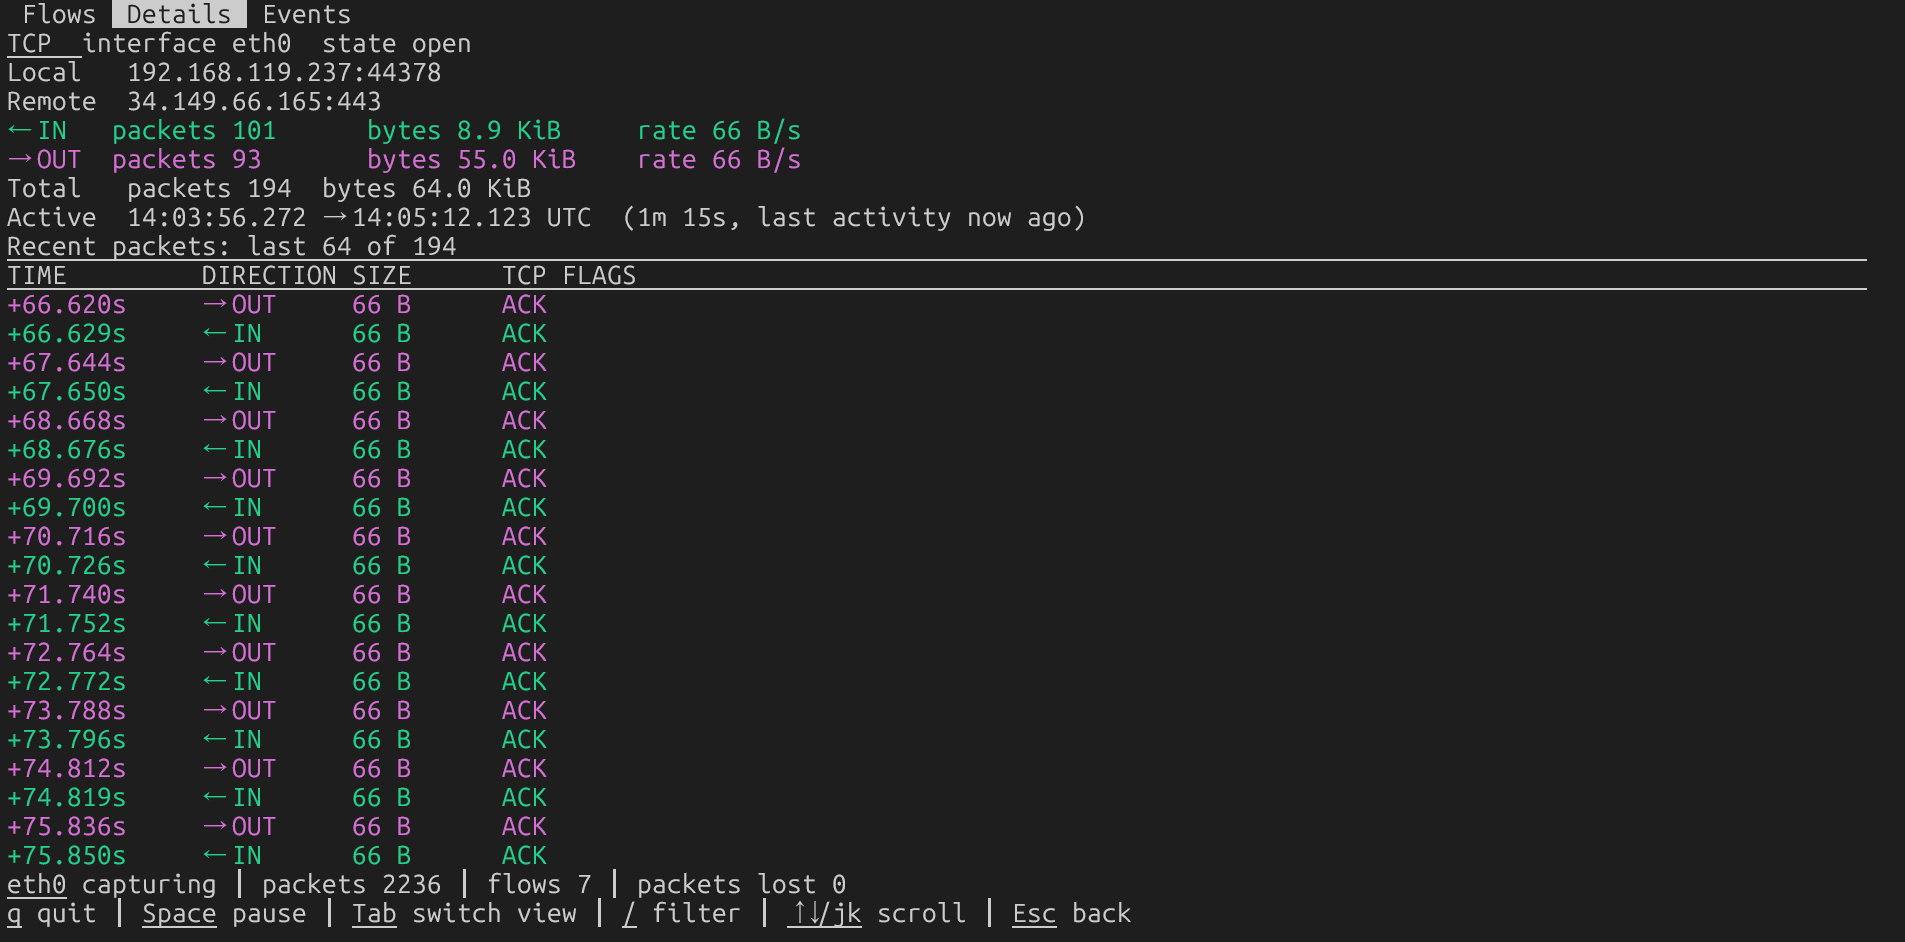 Flows Details Events
TCP interface eth0 state open
Local 192.168.119.237:44378
Remote 34.149.66.165:443
←IN packets 101 bytes 8.9 KiB rate 66 B/s
→OUT packets 93 bytes 55.0 KiB rate 66 B/s
Total packets 194 bytes 64.0 KiB
Active 14:03:56.272 →14:05:12.123 UTC (1m 15s, last activity now ago)
Recent packets: last 64 of 194
TIME DIRECTION SIZE TCP FLAGS
+66.620s →OUT 66 B ACK
+66.629s ←IN 66 B ACK
+67.644s →OUT 66 B ACK
+67.650s ←IN 66 B ACK
+68.668s →OUT 66 B ACK
+68.676s ←IN 66 B ACK
+69.692s →OUT 66 B ACK
+69.700s ←IN 66 B ACK
+70.716s →OUT 66 B ACK
+70.726s ←IN 66 B ACK
+71.740s →OUT 66 B ACK
+71.752s ←IN 66 B ACK
+72.764s →OUT 66 B ACK
+72.772s ←IN 66 B ACK
+73.788s →OUT 66 B ACK
+73.796s ←IN 66 B ACK
+74.812s →OUT 66 B ACK
+74.819s ←IN 66 B ACK
+75.836s →OUT 66 B ACK
+75.850s ←IN 66 B ACK
eth0 capturing | packets 2236 | flows 7 | packets lost 0
q quit | Space pause | Tab switch view | / filter | ↑↓/jk scroll | Esc back